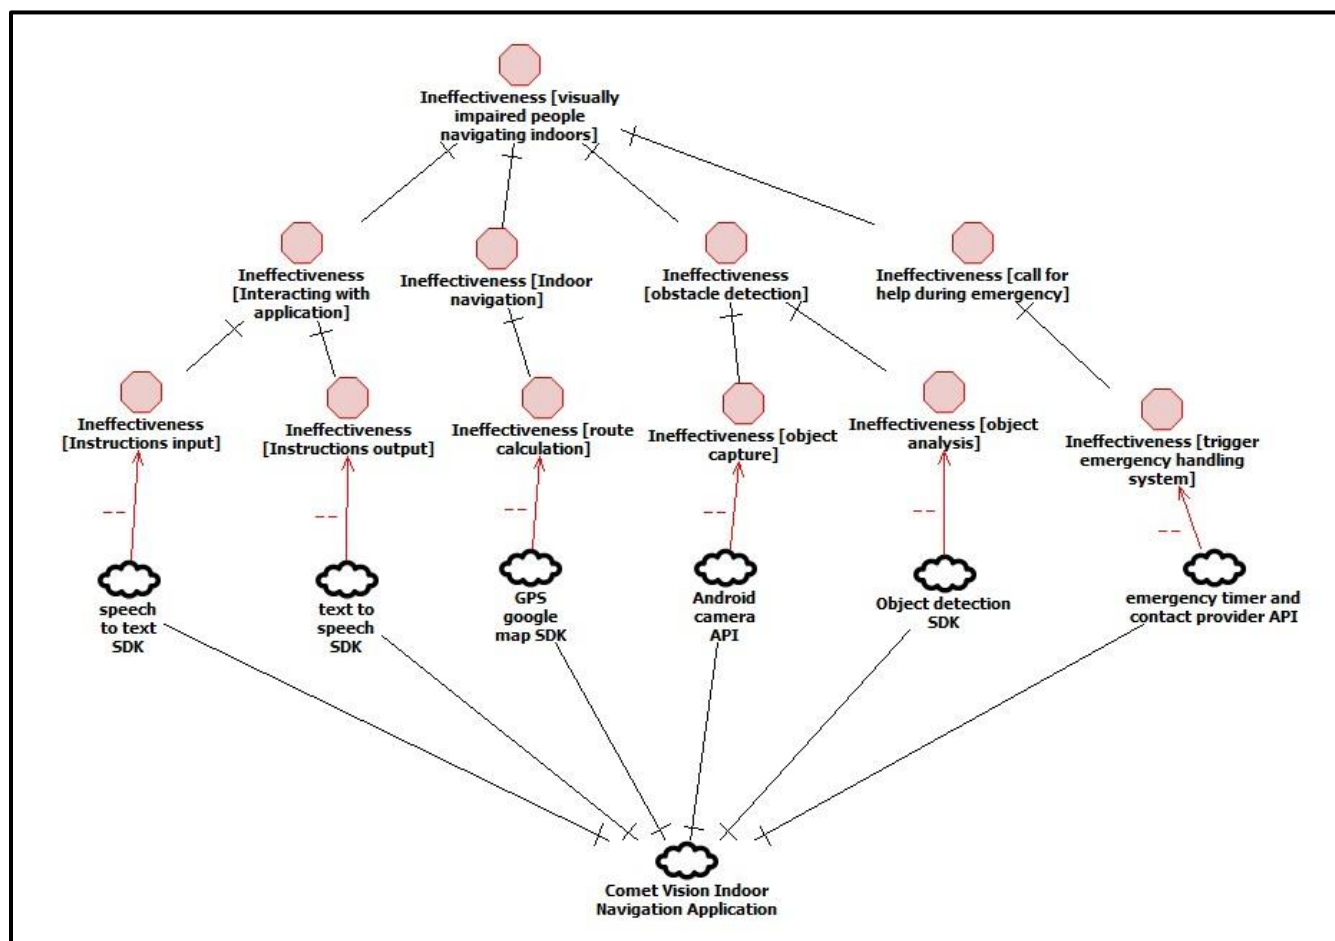 Ineffectiveness [visually
impaired people
navigating indoors]
Ineffectiveness
[Interacting with
application]
Ineffectiveness [Indoor
navigation]
Ineffectiveness
[obstacle detection]
Ineffectiveness [call for
help during emergency]
Ineffectiveness
[Instructions input]
Ineffectiveness
[Instructions output]
Ineffectiveness [route
calculation]
Ineffectiveness [object
capture]
Ineffectiveness [object
analysis]
Ineffectiveness [trigger
emergency handling
system]
--
--
--
--
--
--
speech
to text
SDK
text to
speech
SDK
GPS
google
map SDK
Android
camera
API
Object detection
SDK
emergency timer and
contact provider API
Comet Vision Indoor
Navigation Application